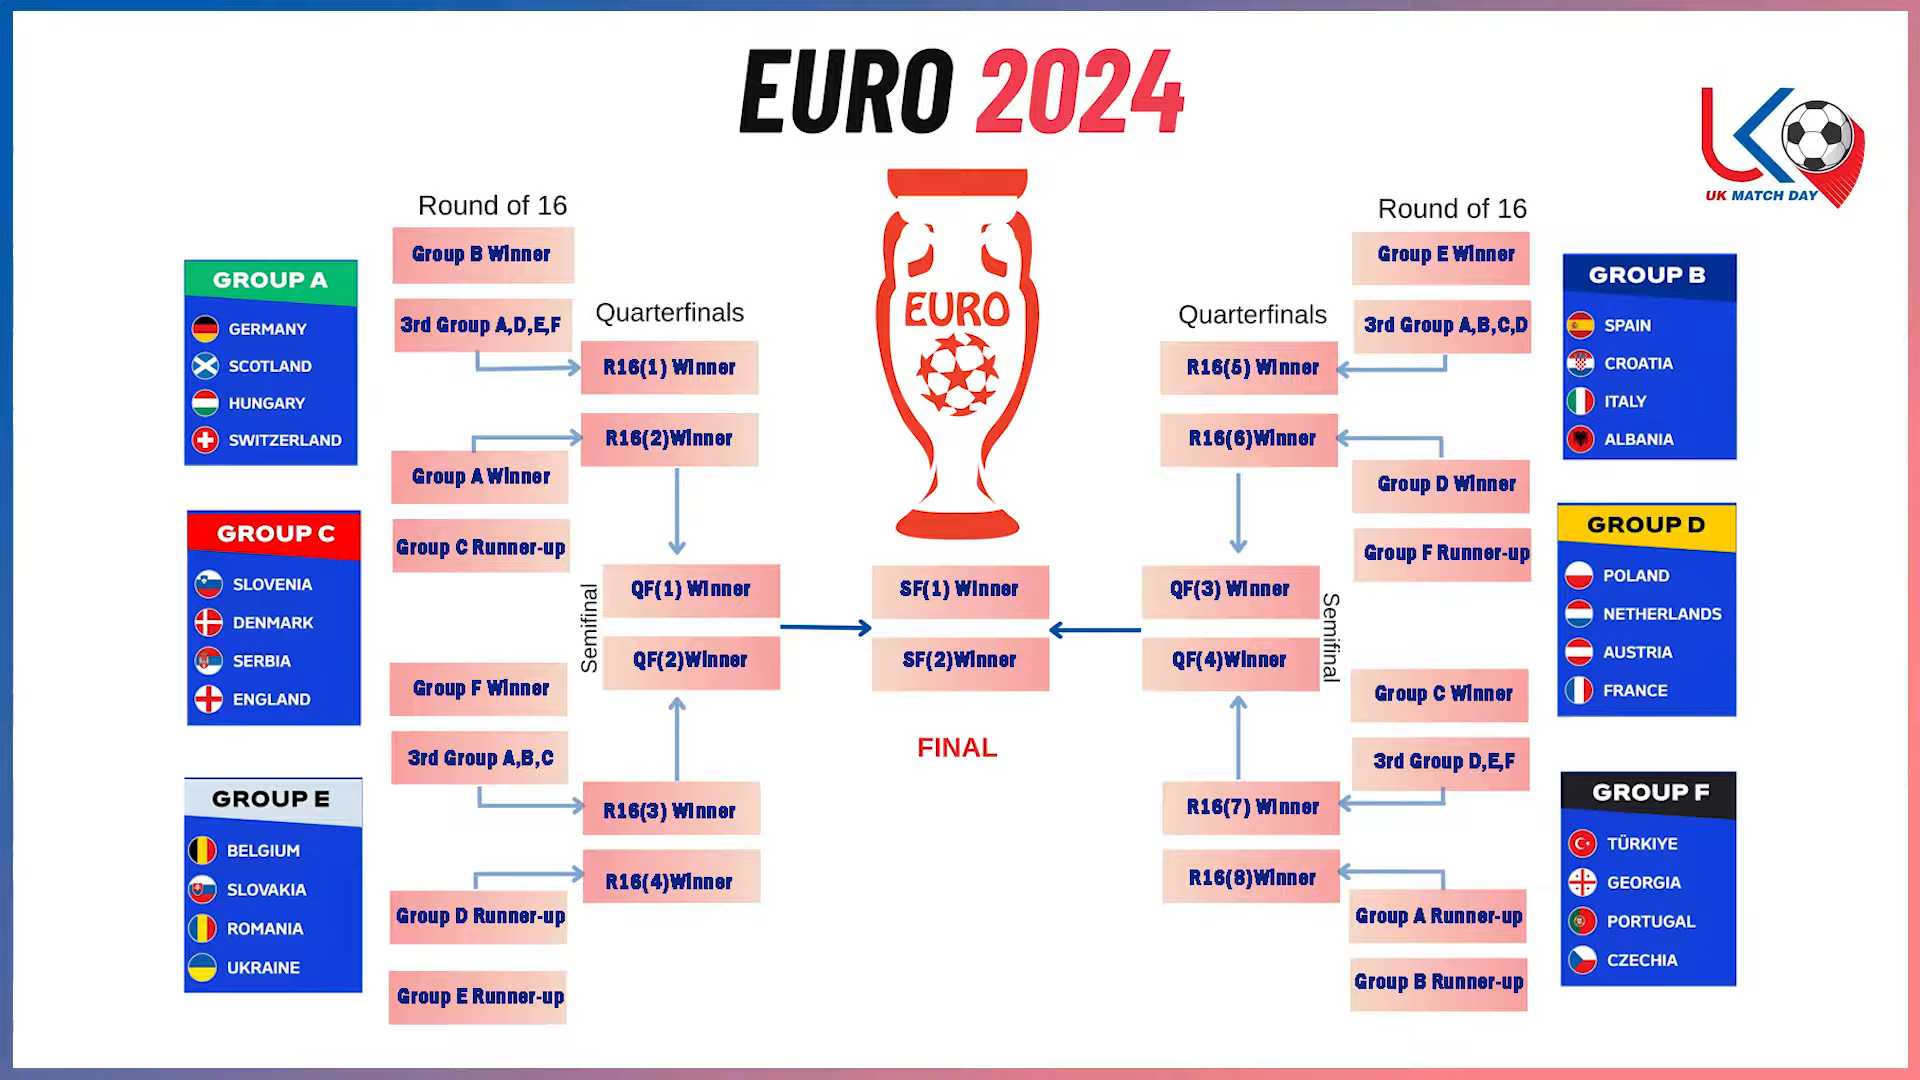 EURO 2024
UK MATCH DAY
Round of 16
Group B Winner
3rd Group A,D,E,F
Group A Winner
Group C Runner-up
Group F Winner
3rd Group A,B,C
Group D Runner-up
Group E Runner-up
GROUP A
GERMANY
SCOTLAND
HUNGARY
SWITZERLAND
GROUP C
SLOVENIA
DENMARK
SERBIA
ENGLAND
GROUP E
BELGIUM
SLOVAKIA
ROMANIA
UKRAINE
Quarterfinals
R16(1) Winner
R16(2)Winner
R16(3) Winner
R16(4)Winner
Semifinal
QF(1) Winner
QF(2)Winner
EURO
SF(1) Winner
SF(2)Winner
FINAL
Quarterfinals
R16(5) Winner
R16(6)Winner
R16(7) Winner
R16(8)Winner
QF(3) Winner
QF(4)Winner
Semifinal
Round of 16
Group E Winner
3rd Group A,B,C,D
Group D Winner
Group F Runner-up
Group C Winner
3rd Group D,E,F
Group A Runner-up
Group B Runner-up
GROUP B
SPAIN
CROATIA
ITALY
ALBANIA
GROUP D
POLAND
NETHERLANDS
AUSTRIA
FRANCE
GROUP F
TÜRKIYE
GEORGIA
PORTUGAL
CZECHIA